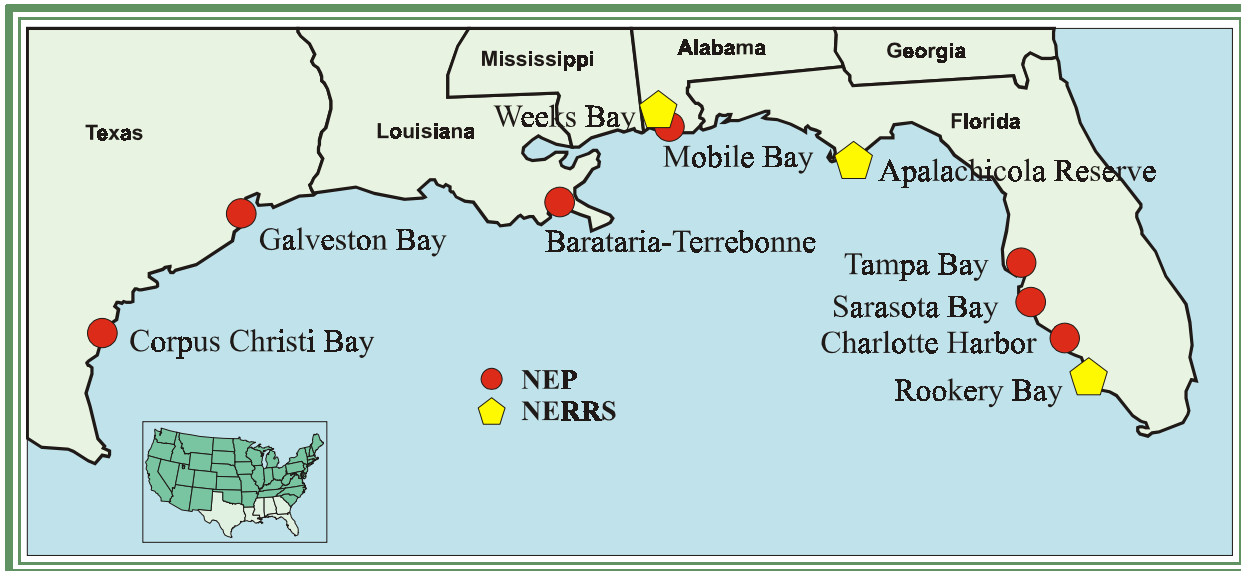 Alabama
Georgia
Mississippi
Weeks Bay
Florida
Texas
Louisiana
Mobile Bay
Apalachicola Reserve
Galveston Bay
Barataria-Terrebonne
Tampa Bay
Sarasota Bay
Corpus Christi Bay
Charlotte Harbor
NEP
Rookery Bay
NERRS